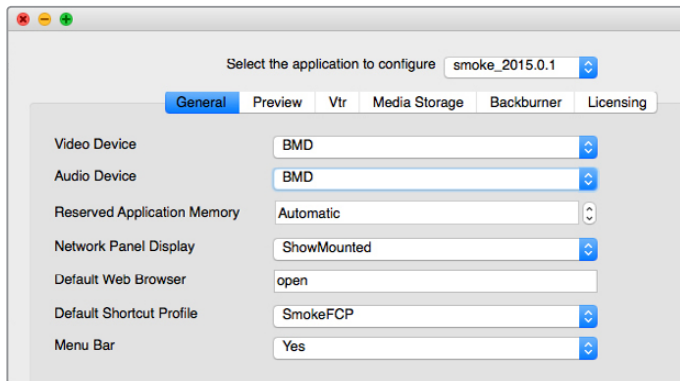 Select the application to configure smoke_2015.0.1
General Preview Vtr Media Storage Backburner Licensing
Video Device BMD
Audio Device BMD
Reserved Application Memory Automatic
Network Panel Display ShowMounted
Default Web Browser open
Default Shortcut Profile SmokeFCP
Menu Bar Yes